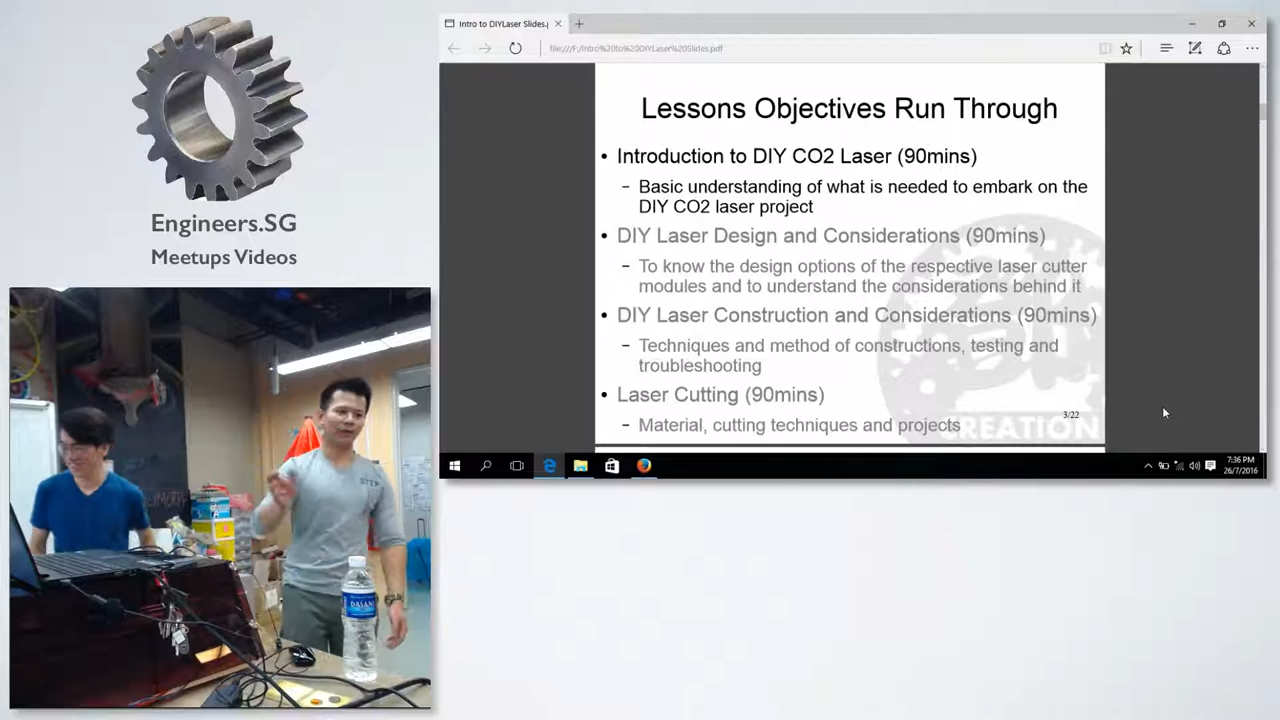 Engineers.SG
Meetups Videos
Intro to DIYLaser Slides.p
file:///F:/Intro%20to%20DIYLaser%20Slides.pdf
Lessons Objectives Run Through
• Introduction to DIY CO2 Laser (90mins)
– Basic understanding of what is needed to embark on the
DIY CO2 laser project
• DIY Laser Design and Considerations (90mins)
– To know the design options of the respective laser cutter
modules and to understand the considerations behind it
• DIY Laser Construction and Considerations (90mins)
– Techniques and method of constructions, testing and
troubleshooting
• Laser Cutting (90mins)
– Material, cutting techniques and projects
3/22
CREATION
7:36 PM
26/7/2016
DASANI